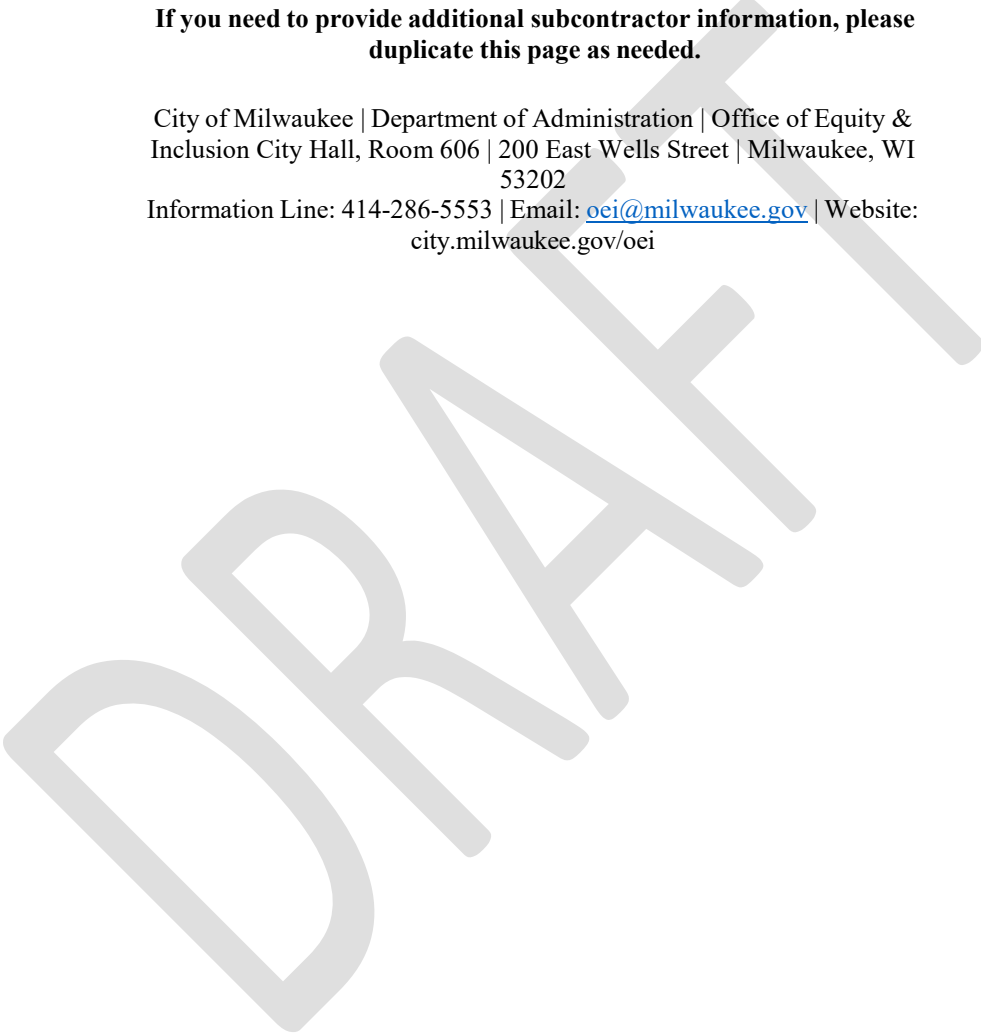 If you need to provide additional subcontractor information, please
duplicate this page as needed.
City of Milwaukee | Department of Administration | Office of Equity &
Inclusion City Hall, Room 606 | 200 East Wells Street | Milwaukee, WI
53202
Information Line: 414-286-5553 | Email: oei@milwaukee.gov | Website:
city.milwaukee.gov/oei
DRAFT